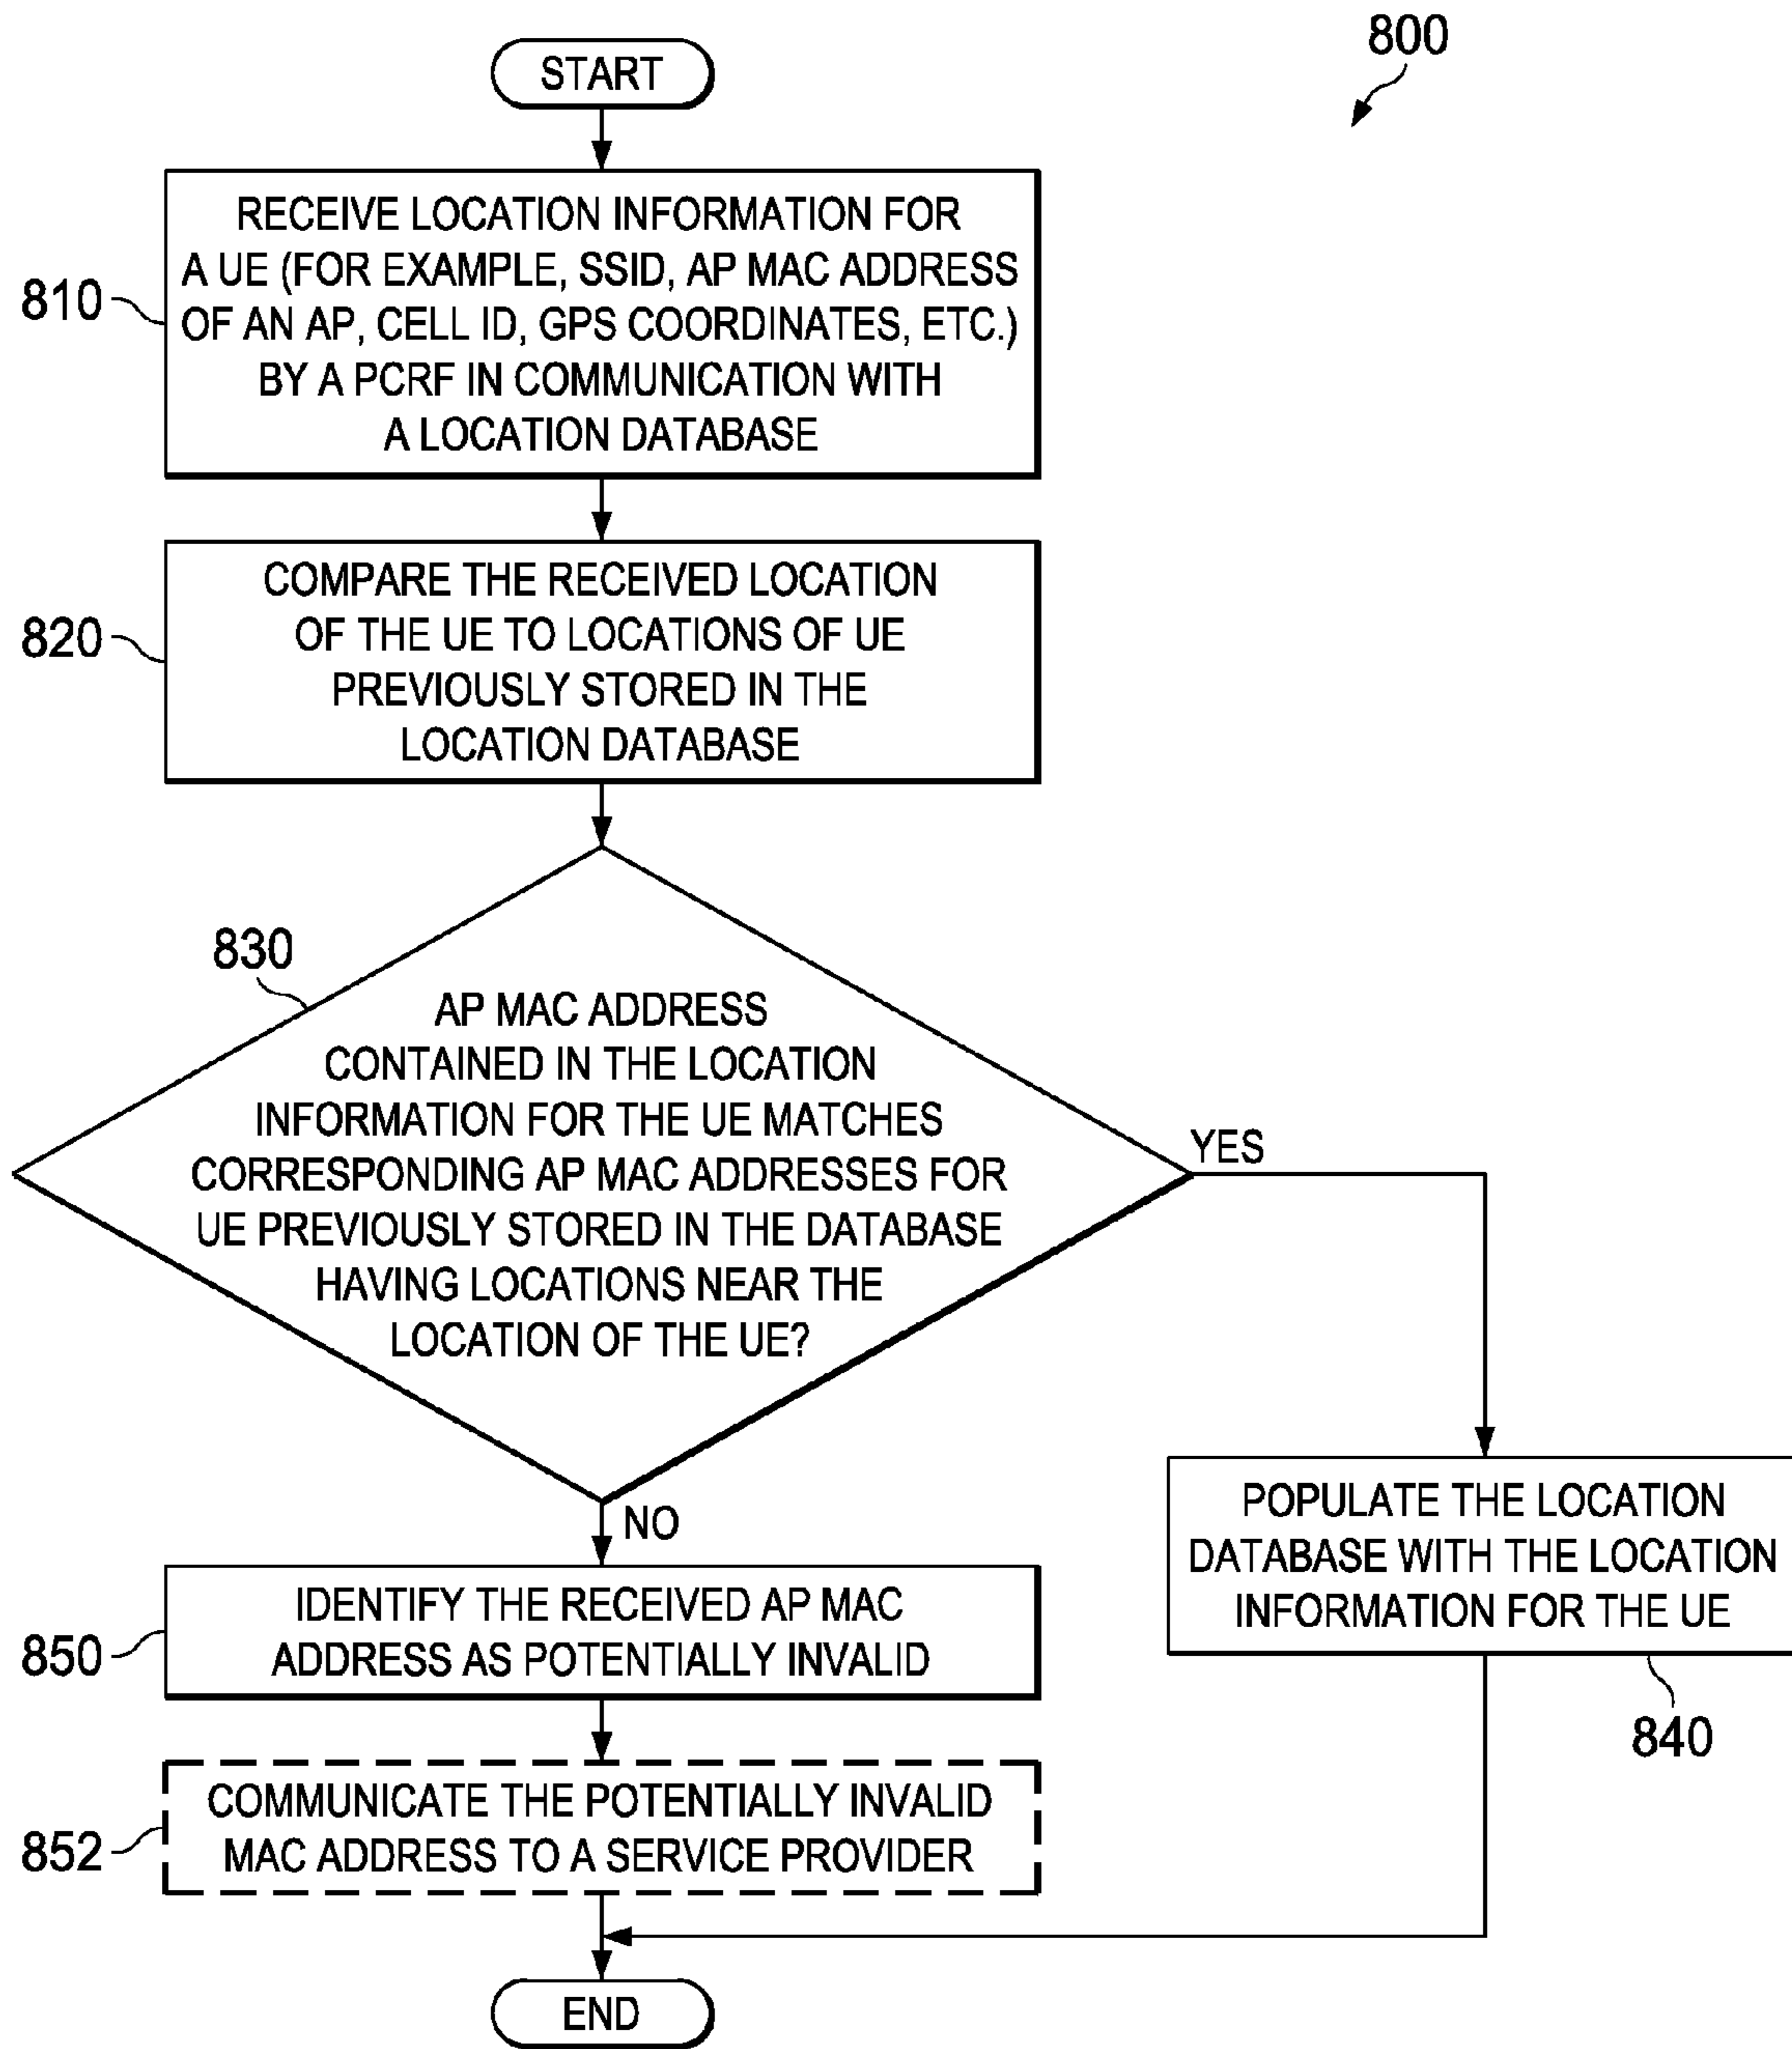 800
START
810
RECEIVE LOCATION INFORMATION FOR
A UE (FOR EXAMPLE, SSID, AP MAC ADDRESS
OF AN AP, CELL ID, GPS COORDINATES, ETC.)
BY A PCRF IN COMMUNICATION WITH
A LOCATION DATABASE
820
COMPARE THE RECEIVED LOCATION
OF THE UE TO LOCATIONS OF UE
PREVIOUSLY STORED IN THE
LOCATION DATABASE
830
AP MAC ADDRESS
CONTAINED IN THE LOCATION
INFORMATION FOR THE UE MATCHES
CORRESPONDING AP MAC ADDRESSES FOR
UE PREVIOUSLY STORED IN THE DATABASE
HAVING LOCATIONS NEAR THE
LOCATION OF THE UE?
YES
NO
POPULATE THE LOCATION
DATABASE WITH THE LOCATION
INFORMATION FOR THE UE
840
850
IDENTIFY THE RECEIVED AP MAC
ADDRESS AS POTENTIALLY INVALID
852
COMMUNICATE THE POTENTIALLY INVALID
MAC ADDRESS TO A SERVICE PROVIDER
END